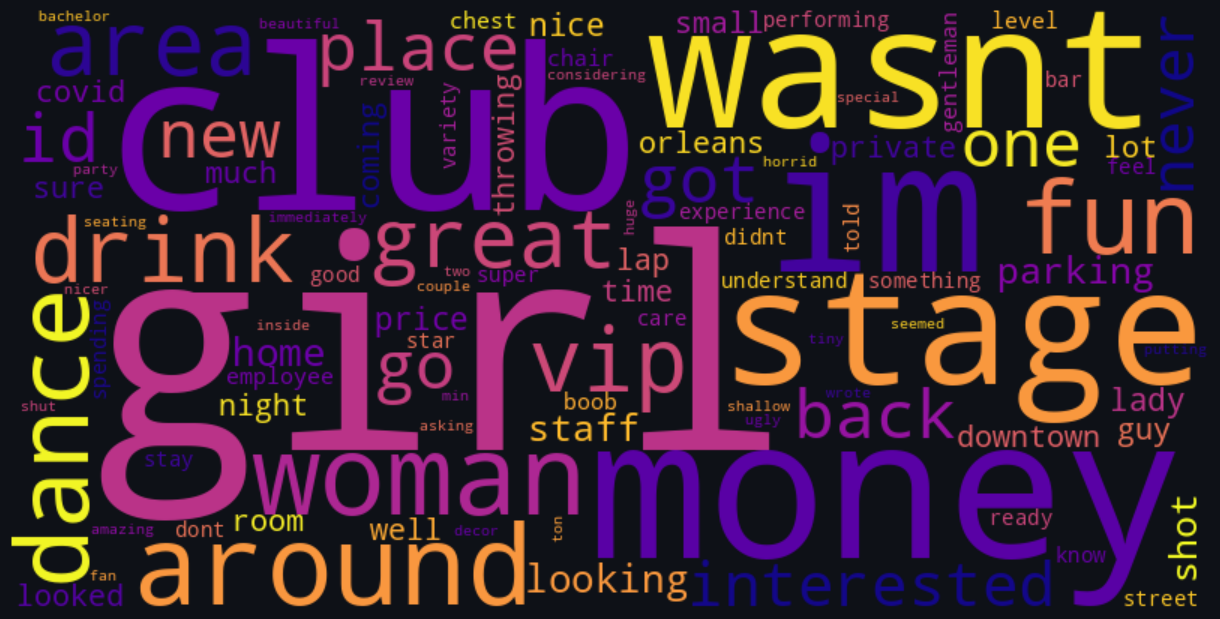 bachelor
beautiful
chest
nice
small
performing
level
area
club
place
wasnt
never
chair
considering
review
gentleman
bar
covid
throwing
variety
coming
special
id
new
orleans
private
one
lot
horrid
feel
party
much
sure
got
im
fun
experience
told
huge
immediately
seating
drink
great
didnt
lap
good
two
super
couple
understand
something
parking
nicer
time
dance
girl
stage
spending
price
care
inside
star
seemed
tiny
putting
home
go
vip
employee
min
night
boob
shallow
wrote
back
lady
shut
asking
staff
ugly
downtown
guy
stay
woman
money
amazing
dont
room
well
decor
ton
ready
shot
around
know
fan
looking
interested
looked
street